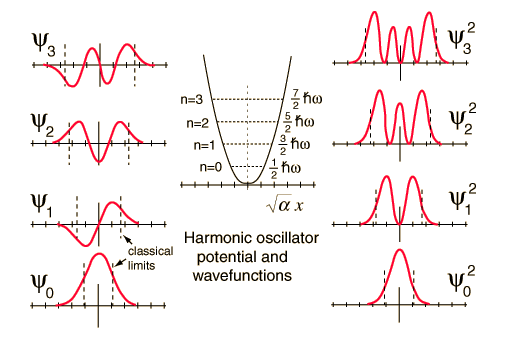 ψ₃
ψ₂
ψ₁
ψ₀
classical
limits
n=3
n=2
n=1
n=0
7/2 ħω
5/2 ħω
3/2 ħω
1/2 ħω
√α x
Harmonic oscillator
potential and
wavefunctions
ψ₃²
ψ₂²
ψ₁²
ψ₀²